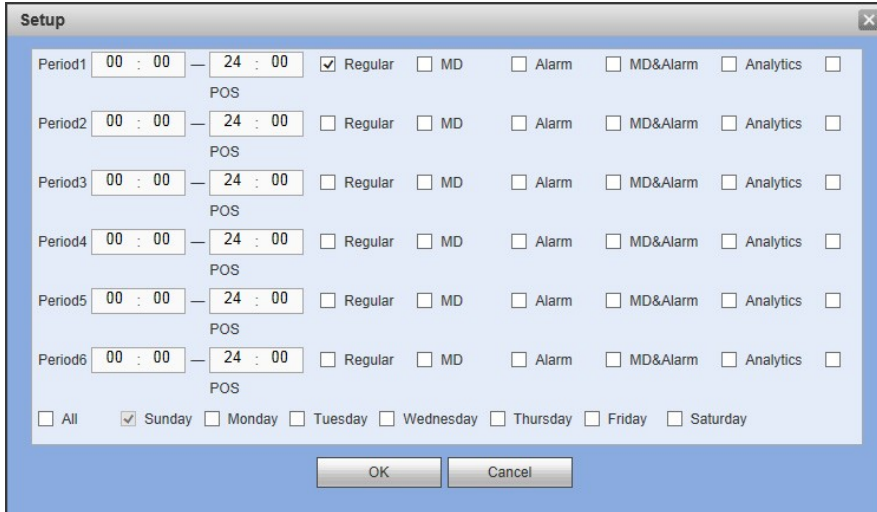 Setup
Period1 00 : 00 — 24 : 00 Regular MD Alarm MD&Alarm Analytics
POS
Period2 00 : 00 — 24 : 00 Regular MD Alarm MD&Alarm Analytics
POS
Period3 00 : 00 — 24 : 00 Regular MD Alarm MD&Alarm Analytics
POS
Period4 00 : 00 — 24 : 00 Regular MD Alarm MD&Alarm Analytics
POS
Period5 00 : 00 — 24 : 00 Regular MD Alarm MD&Alarm Analytics
POS
Period6 00 : 00 — 24 : 00 Regular MD Alarm MD&Alarm Analytics
POS
All Sunday Monday Tuesday Wednesday Thursday Friday Saturday
OK Cancel